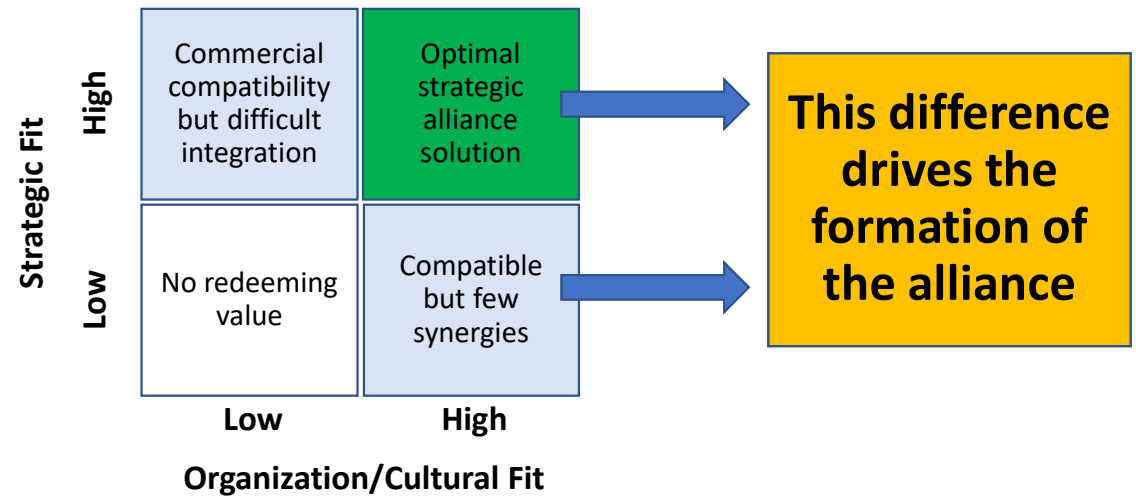 Strategic Fit
High
Commercial
compatibility
but difficult
integration
Optimal
strategic
alliance
solution
This difference
drives the
formation of
the alliance
Low
No redeeming
value
Compatible
but few
synergies
Low
High
Organization/Cultural Fit